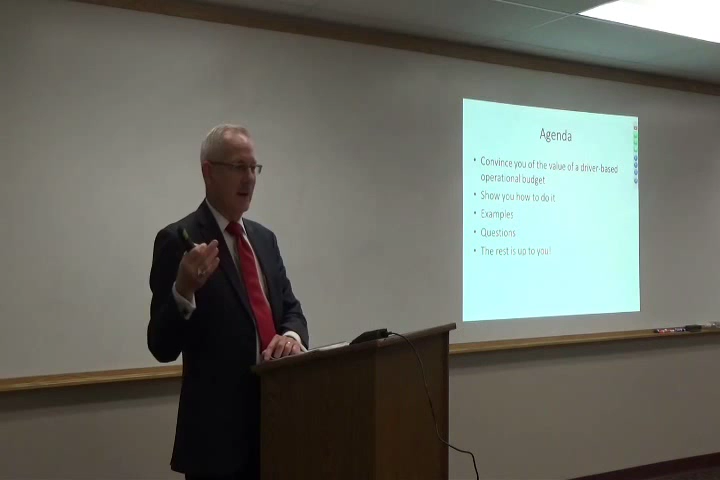 Agenda
• Convince you of the value of a driver-based
operational budget
• Show you how to do it
• Examples
• Questions
• The rest is up to you!